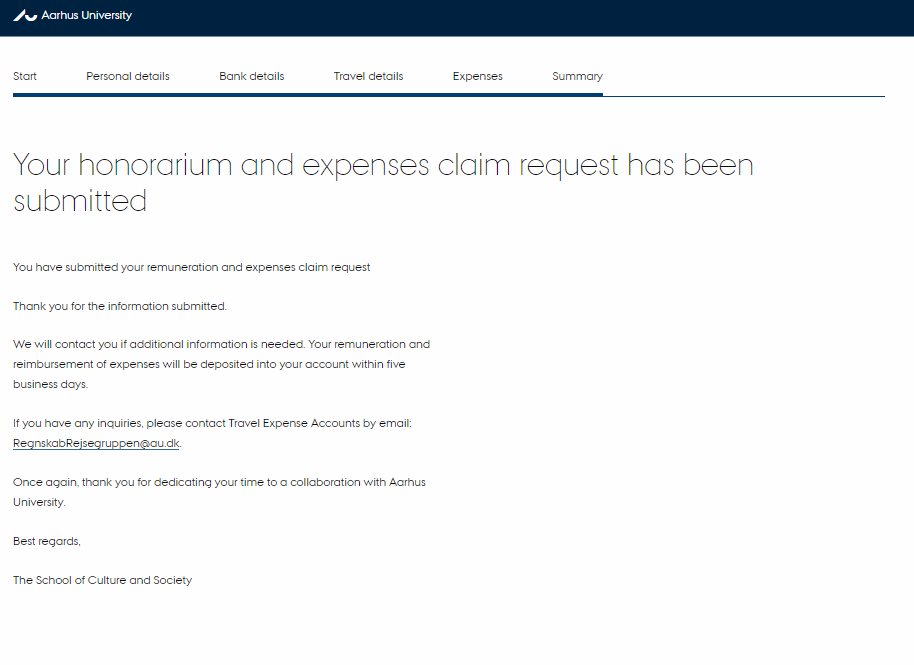 Aarhus University
Start Personal details Bank details Travel details Expenses Summary
Your honorarium and expenses claim request has been
submitted
You have submitted your remuneration and expenses claim request
Thank you for the information submitted.
We will contact you if additional information is needed. Your remuneration and
reimbursement of expenses will be deposited into your account within five
business days.
If you have any inquiries, please contact Travel Expense Accounts by email:
RegnskabRejsegruppen@au.dk.
Once again, thank you for dedicating your time to a collaboration with Aarhus
University.
Best regards,
The School of Culture and Society